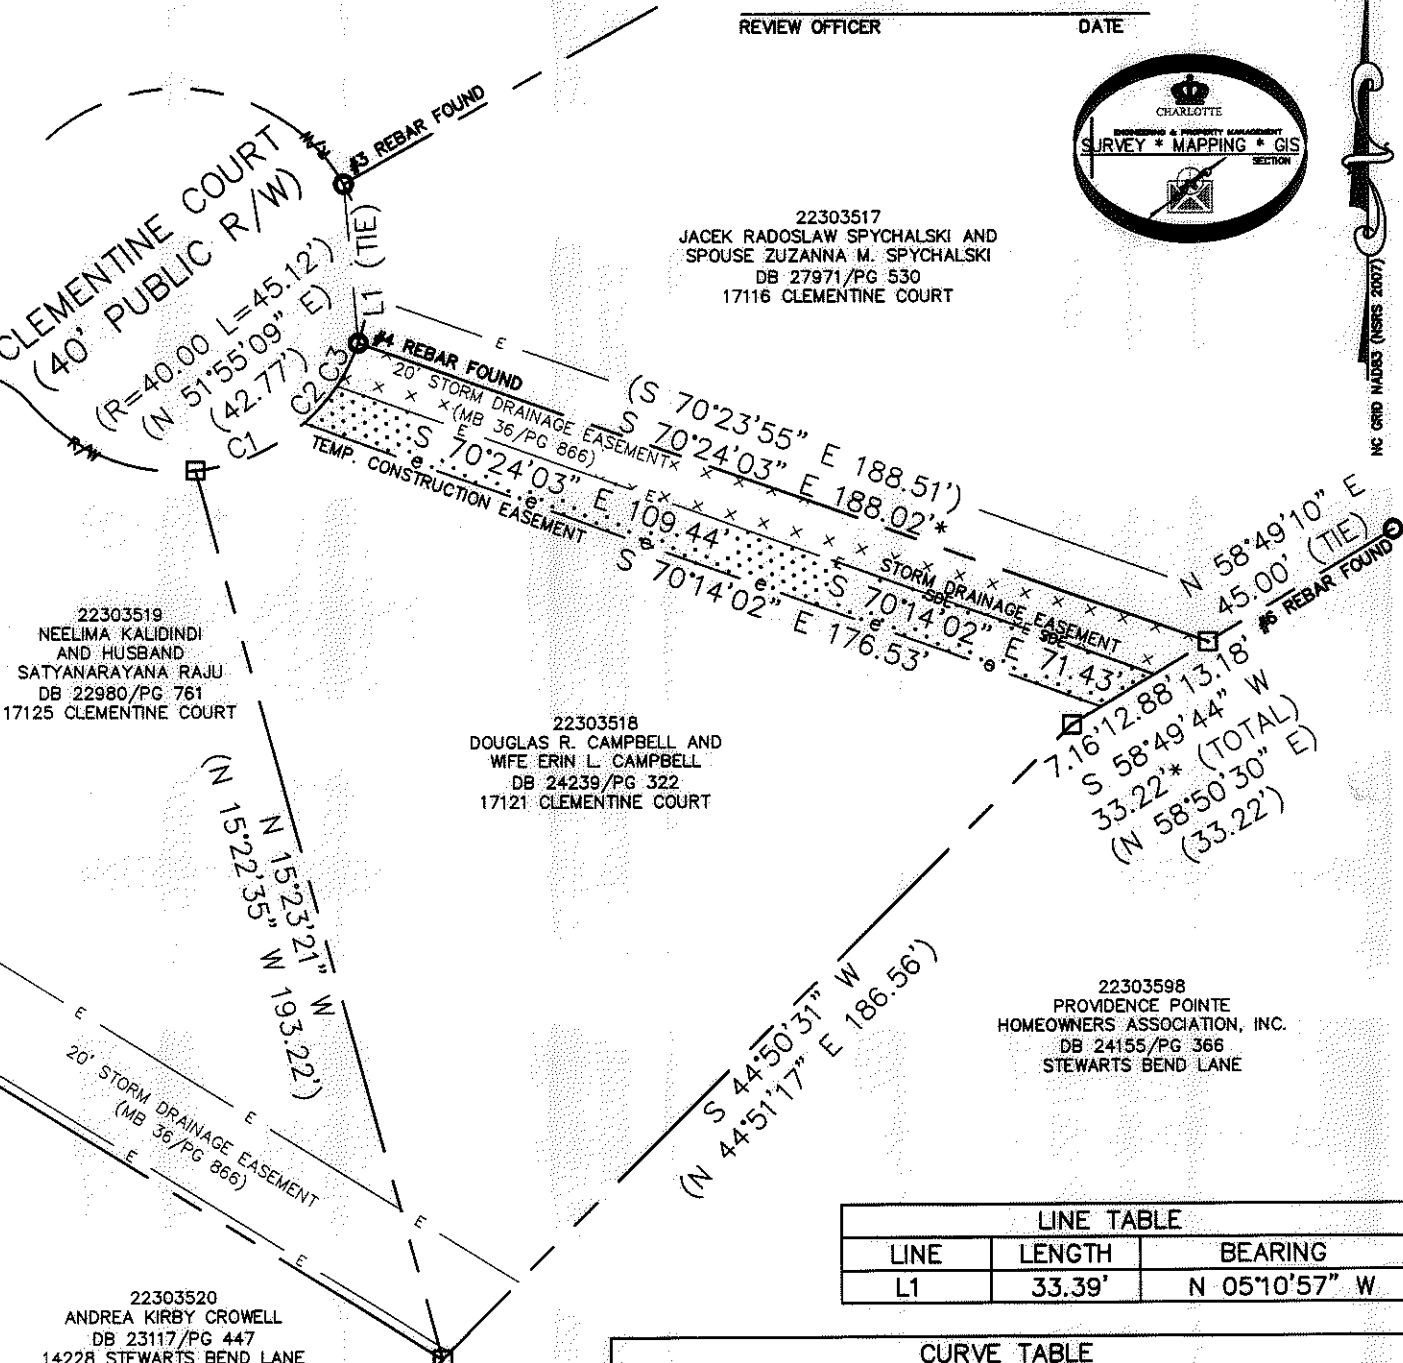 REVIEW OFFICER DATE
CHARLOTTE
ENGINEERING & PROPERTY MANAGEMENT
SURVEY * MAPPING * GIS
SECTION
NC GRID NAD83 (NSRS 2007)
#3 REBAR FOUND
R/W
CLEMENTINE COURT
(40' PUBLIC R/W)
(R=40.00 L=45.12')
(N 51°55'09" E)
(42.77')
C1
C2
C3
R/W
L1 (TIE)
22303517
JACEK RADOSLAW SPYCHALSKI AND
SPOUSE ZUZANNA M. SPYCHALSKI
DB 27971/PG 530
17116 CLEMENTINE COURT
#4 REBAR FOUND
20' STORM DRAINAGE EASEMENT
(MB 36/PG 866)
(S 70°23'55" E 188.51')
S 70°24'03" E 188.02'*
S 70°24'03" E 109.44'
TEMP. CONSTRUCTION EASEMENT
S 70°14'02" E 176.53'
STORM DRAINAGE EASEMENT
SDE
SDE
S 70°14'02" E 71.43'
N 58°49'10" E
45.00' (TIE)
#6 REBAR FOUND
7.16' 12.88' 13.18'
S 58°49'44" W
33.22'* (TOTAL)
(N 58°50'30" E)
(33.22')
22303519
NEELIMA KALIDINDI
AND HUSBAND
SATYANARAYANA RAJU
DB 22980/PG 761
17125 CLEMENTINE COURT
22303518
DOUGLAS R. CAMPBELL AND
WIFE ERIN L. CAMPBELL
DB 24239/PG 322
17121 CLEMENTINE COURT
N 15°23'21" W
(N 15°22'35" W 193.22')
S 44°50'31" W
(N 44°51'17" E 186.56')
22303598
PROVIDENCE POINTE
HOMEOWNERS ASSOCIATION, INC.
DB 24155/PG 366
STEWARTS BEND LANE
20' STORM DRAINAGE EASEMENT
(MB 36/PG 866)
22303520
ANDREA KIRBY CROWELL
DB 23117/PG 447
14228 STEWARTS BEND LANE
LINE TABLE
LINE LENGTH BEARING
L1 33.39' N 05°10'57" W
CURVE TABLE